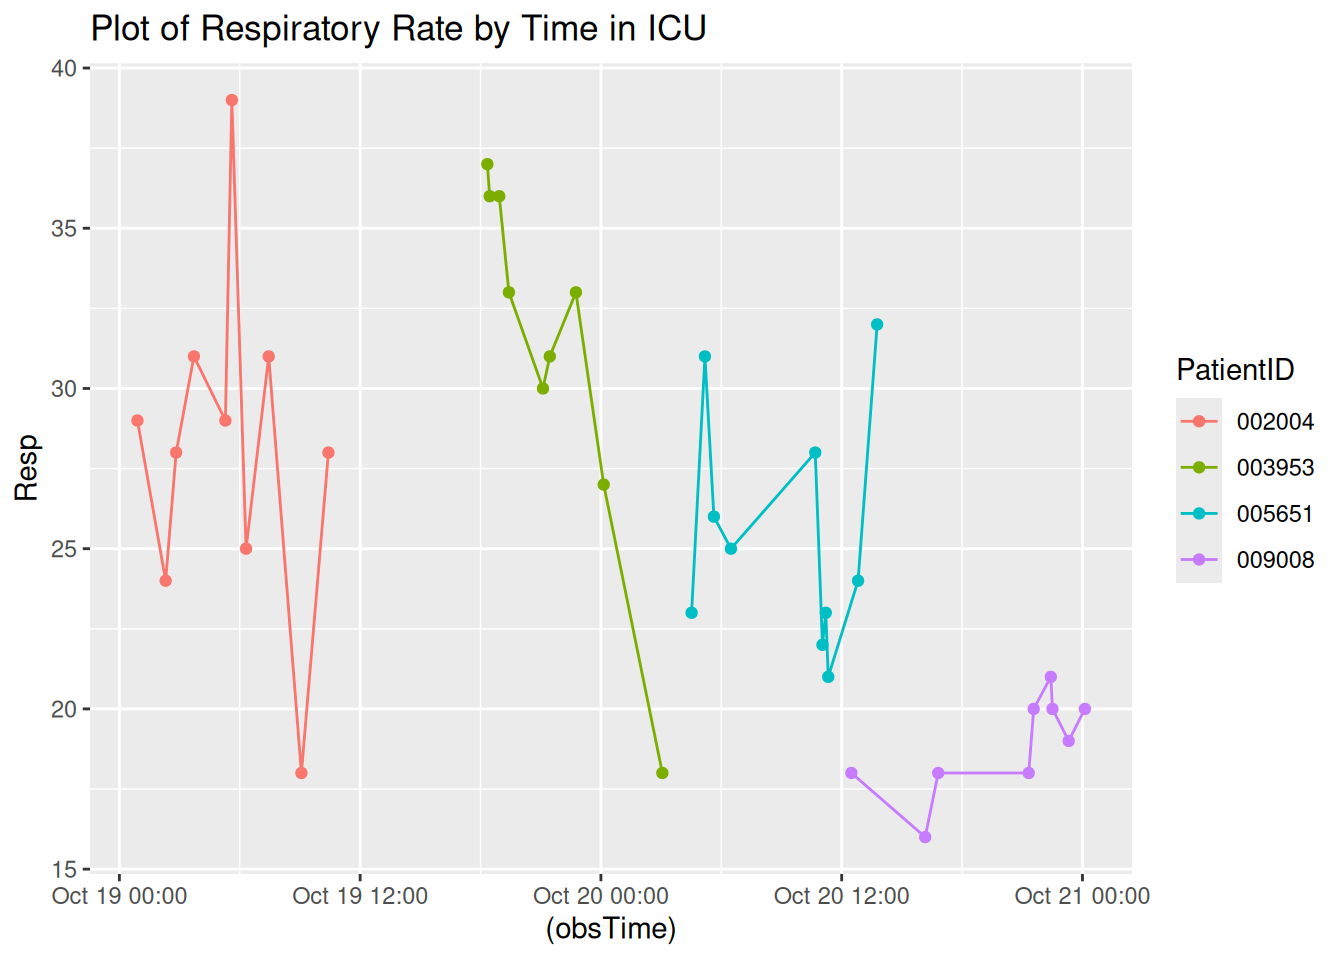 Plot of Respiratory Rate by Time in ICU
40
35
30
25
20
15
Resp
Oct 19 00:00
Oct 19 12:00
Oct 20 00:00
Oct 20 12:00
Oct 21 00:00
(obsTime)
PatientID
002004
003953
005651
009008